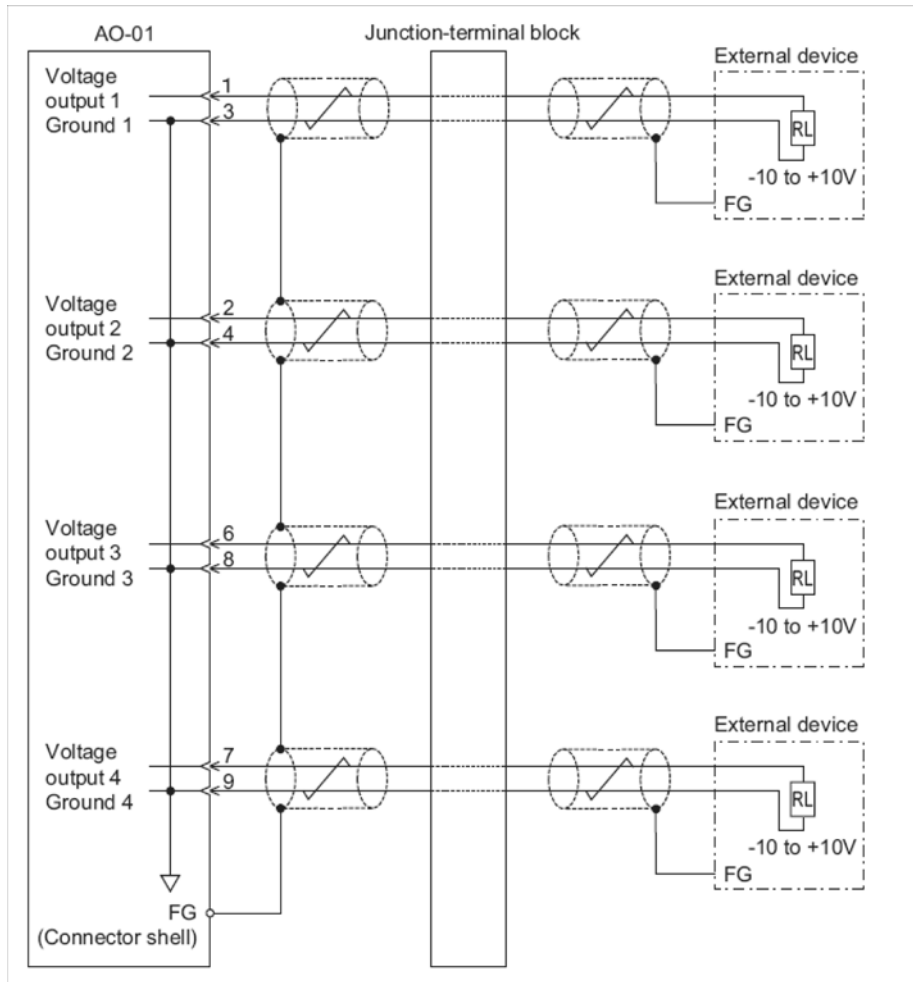 AO-01
Junction-terminal block
External device
Voltage
output 1
Ground 1
1
3
RL
-10 to +10V
FG
External device
Voltage
output 2
Ground 2
2
4
RL
-10 to +10V
FG
External device
Voltage
output 3
Ground 3
6
8
RL
-10 to +10V
FG
External device
Voltage
output 4
Ground 4
7
9
RL
-10 to +10V
FG
FG
(Connector shell)